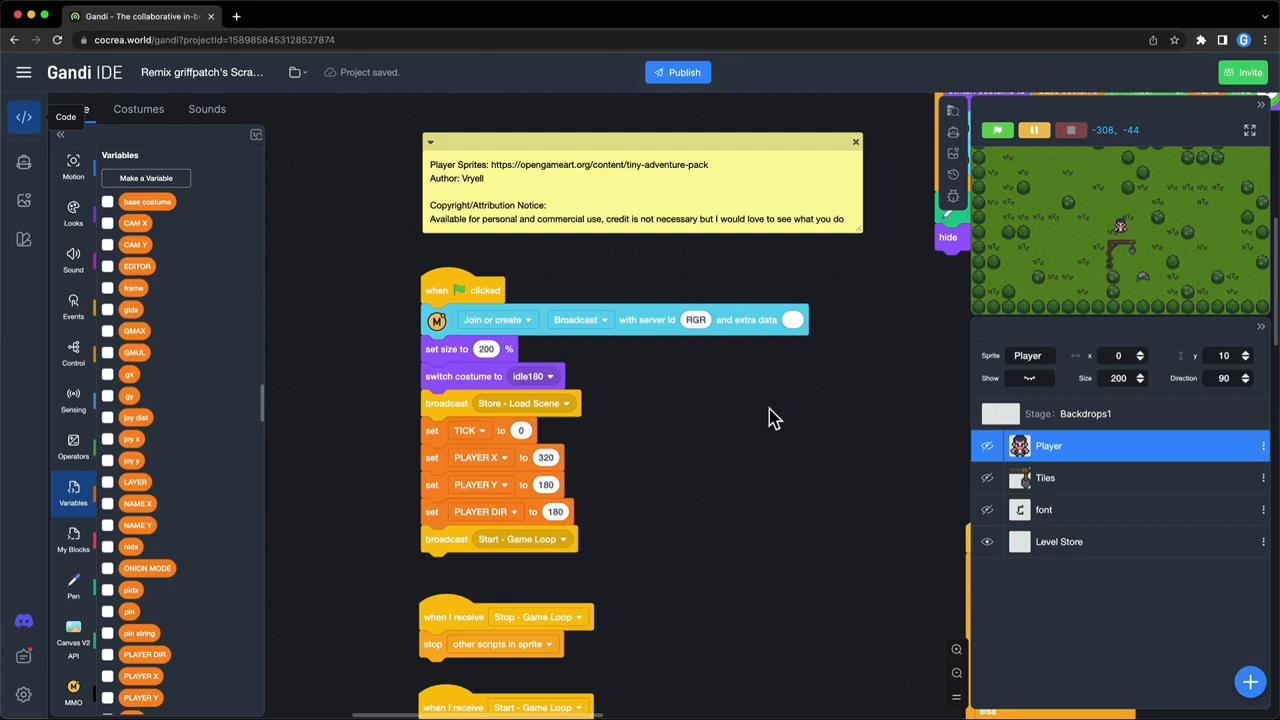 Gandi - The collaborative in-b
cocrea.world/gandi?projectId=1589858453128527874
G
Gandi IDE
Remix griffpatch's Scra...
Project saved.
Publish
Invite
Code
Costumes
Sounds
Variables
Make a Variable
Motion
Looks
Sound
Events
Control
Sensing
Operators
Variables
My Blocks
Pen
Canvas V2
API
MMO
base costume
CAM X
CAM Y
EDITOR
frame
gidx
GMAX
GMUL
gx
gy
joy dist
joy x
joy y
LAYER
NAME X
NAME Y
nidx
ONION MODE
pidx
pin
pin string
PLAYER DIR
PLAYER X
PLAYER Y
Player Sprites: https://opengameart.org/content/tiny-adventure-pack
Author: Vryell
Copyright/Attribution Notice:
Available for personal and commercial use, credit is not necessary but I would love to see what you do
when clicked
Join or create Broadcast with server id RGR and extra data
set size to 200 %
switch costume to idle180
broadcast Store - Load Scene
set TICK to 0
set PLAYER X to 320
set PLAYER Y to 180
set PLAYER DIR to 180
broadcast Start - Game Loop
when I receive Stop - Game Loop
stop other scripts in sprite
when I receive Start - Game Loop
hide
else
-308, -44
Sprite Player x 0 y 10
Show Size 200 Direction 90
Stage: Backdrops1
Player
Tiles
font
Level Store